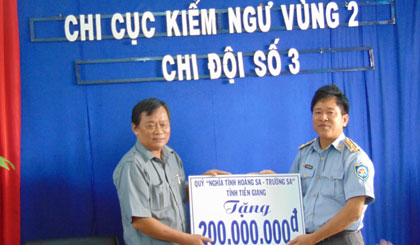 CHI CỤC KIỂM NGƯ VÙNG 2
CHI ĐỘI SỐ 3
QUỸ "NGHĨA TÌNH HOÀNG SA - TRƯỜNG SA"
TỈNH TIỀN GIANG
Tặng
200.000.000đ